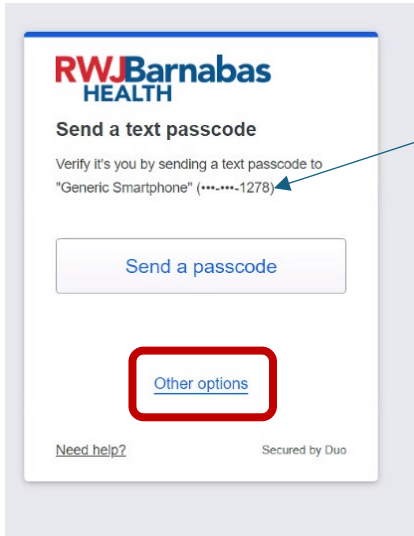 RWJBarnabas
HEALTH
Send a text passcode
Verify it's you by sending a text passcode to
"Generic Smartphone" (•••-•••-1278)
Send a passcode
Other options
Need help? Secured by Duo